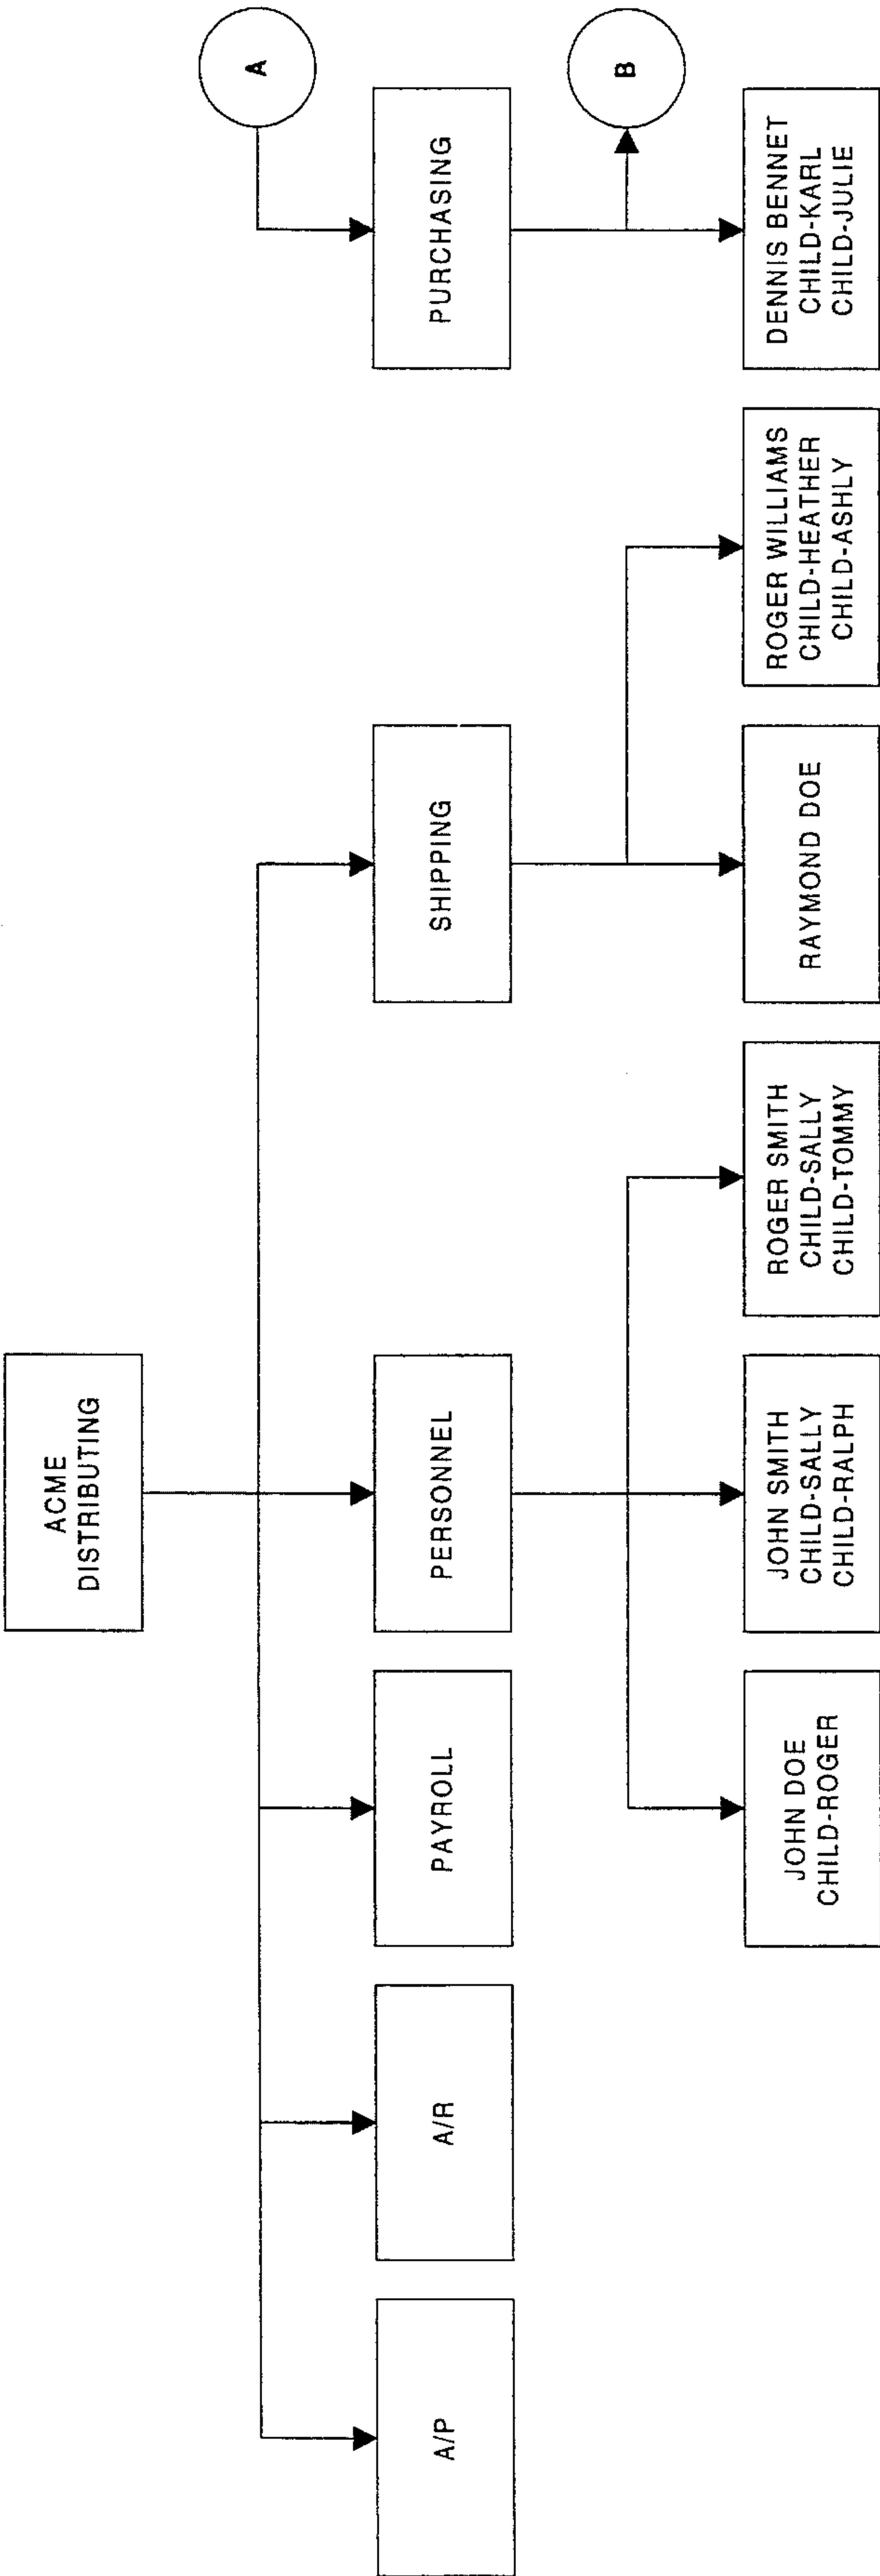 ACME
DISTRIBUTING
A
A/P
A/R
PAYROLL
PERSONNEL
SHIPPING
PURCHASING
B
JOHN DOE
CHILD-ROGER
JOHN SMITH
CHILD-SALLY
CHILD-RALPH
ROGER SMITH
CHILD-SALLY
CHILD-TOMMY
RAYMOND DOE
ROGER WILLIAMS
CHILD-HEATHER
CHILD-ASHLY
DENNIS BENNET
CHILD-KARL
CHILD-JULIE